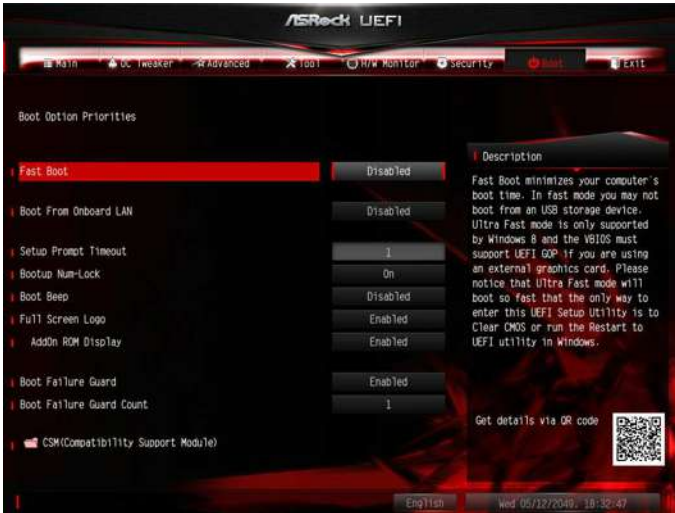 ASRock UEFI
Main OC Tweaker Advanced Tool H/W Monitor Security Boot Exit
Boot Option Priorities
Fast Boot Disabled
Boot From Onboard LAN Disabled
Setup Prompt Timeout 1
Bootup Num-Lock On
Boot Beep Disabled
Full Screen Logo Enabled
AddOn ROM Display Enabled
Boot Failure Guard Enabled
Boot Failure Guard Count 1
CSM(Compatibility Support Module)
Description
Fast Boot minimizes your computer's
boot time. In fast mode you may not
boot from an USB storage device.
Ultra Fast mode is only supported
by Windows 8 and the VBIOS must
support UEFI GOP if you are using
an external graphics card. Please
notice that Ultra Fast mode will
boot so fast that the only way to
enter this UEFI Setup Utility is to
Clear CMOS or run the Restart to
UEFI utility in Windows.
Get details via QR code
English Wed 05/12/2049, 18:32:47